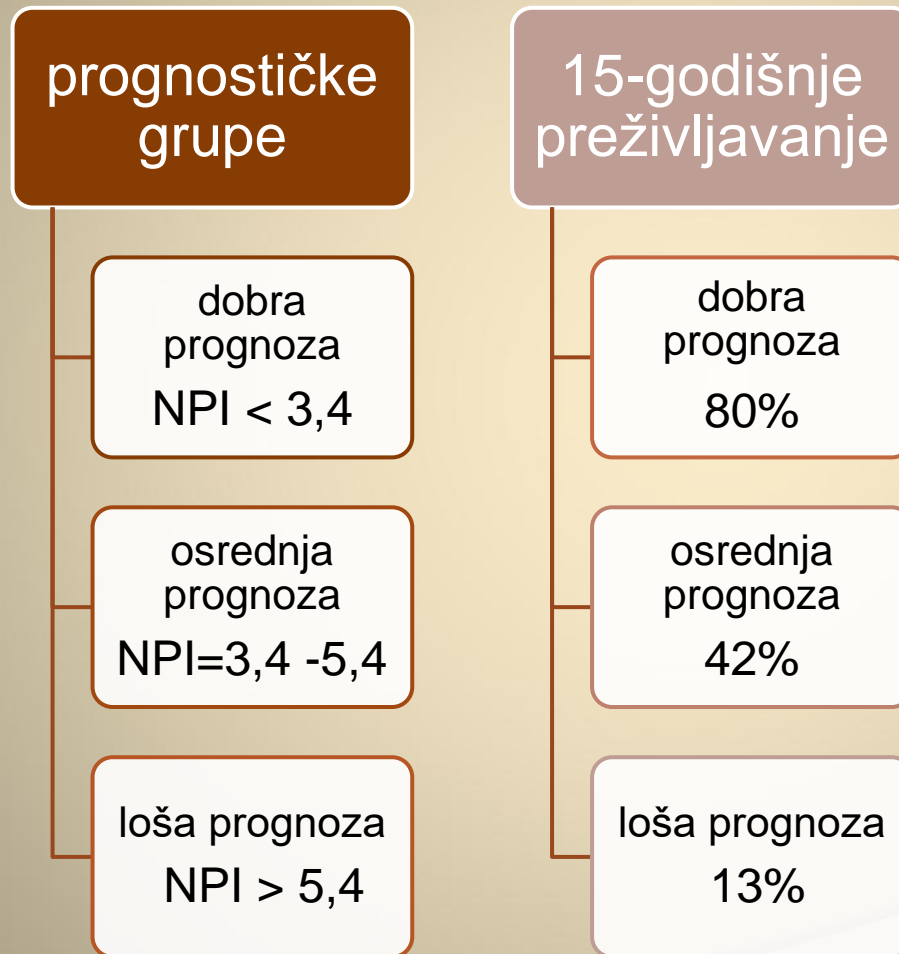 prognostičke
grupe
dobra
prognoza
NPI < 3,4
osrednja
prognoza
NPI=3,4 -5,4
loša prognoza
NPI > 5,4
15-godišnje
preživljavanje
dobra
prognoza
80%
osrednja
prognoza
42%
loša prognoza
13%